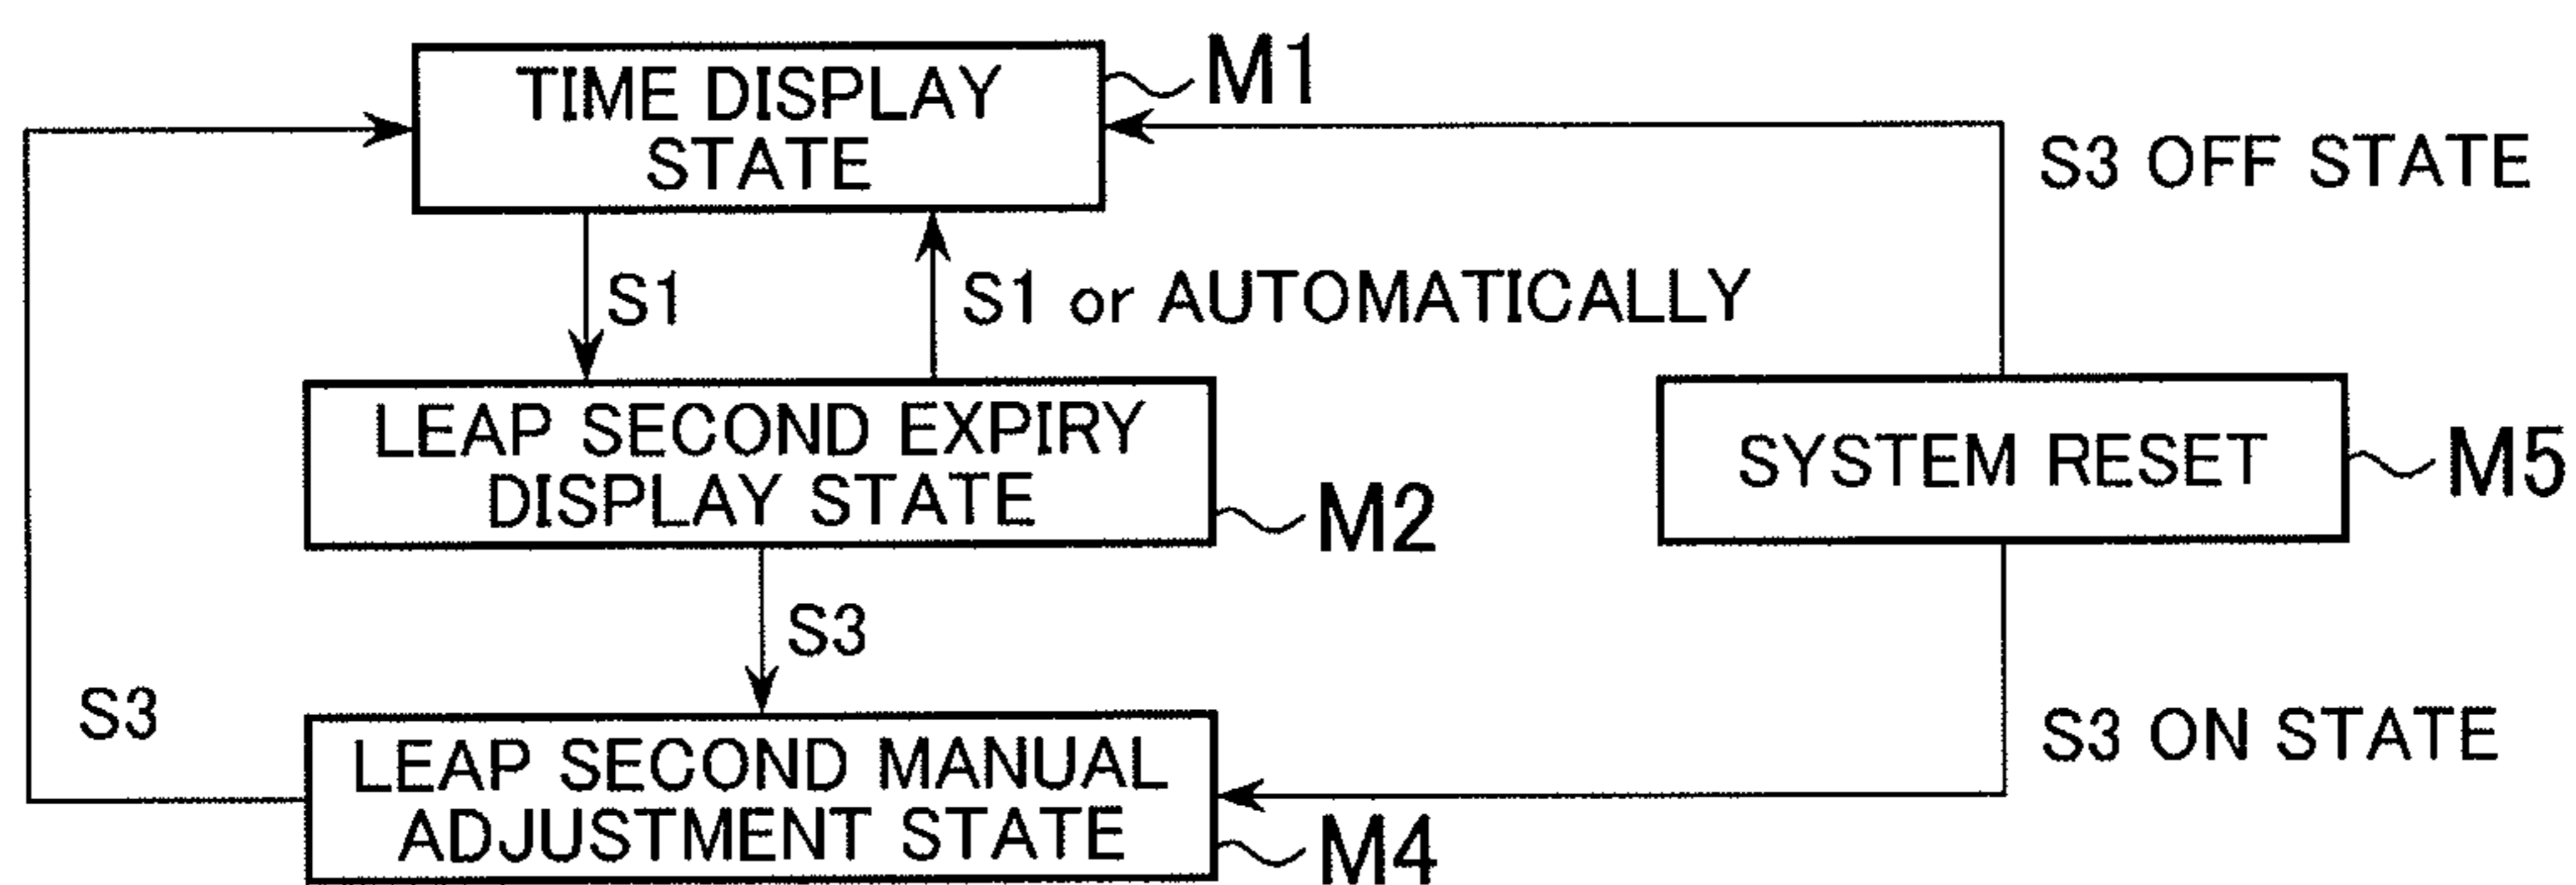 TIME DISPLAY
STATE
M1
S3 OFF STATE
S1
S1 or AUTOMATICALLY
LEAP SECOND EXPIRY
DISPLAY STATE
M2
SYSTEM RESET
M5
S3
S3
LEAP SECOND MANUAL
ADJUSTMENT STATE
M4
S3 ON STATE